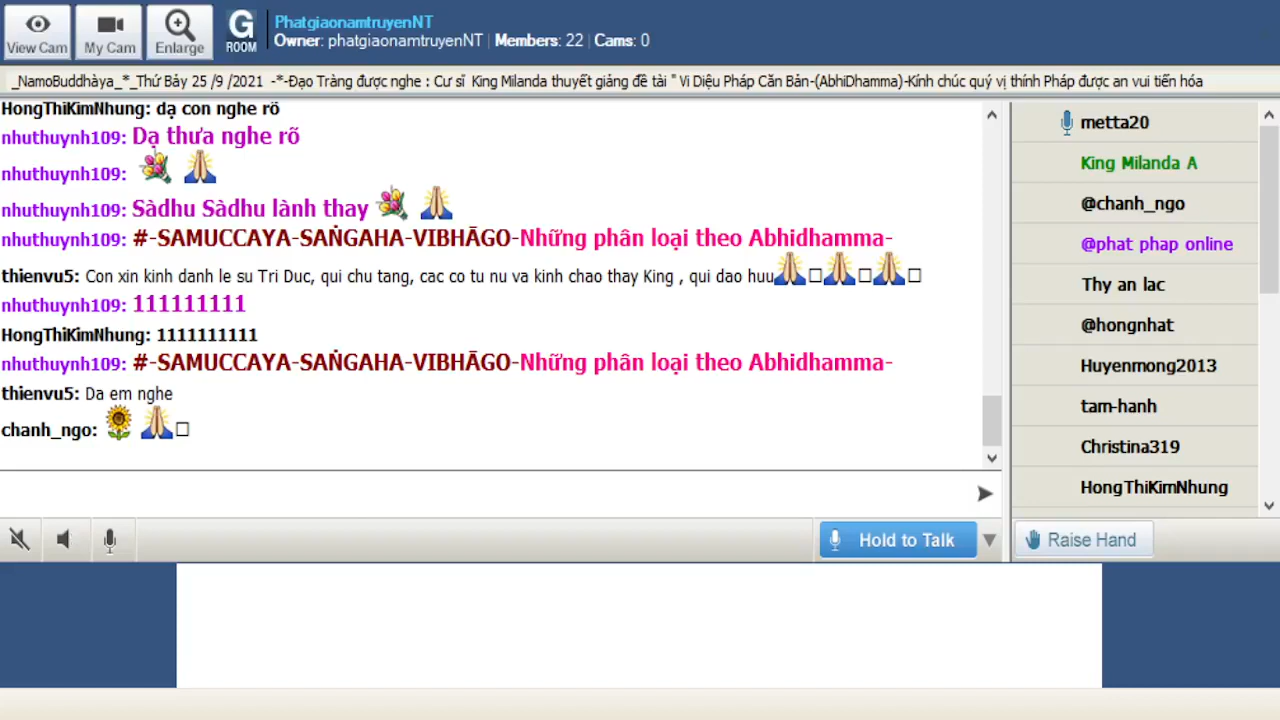 View Cam
My Cam
Enlarge
G
ROOM
PhatgiaonamtruyenNT
Owner: phatgiaonamtruyenNT | Members: 22 | Cams: 0
_NamoBuddhàya_*_Thứ Bảy 25 /9 /2021 -*-Đạo Tràng được nghe : Cư sĩ King Milanda thuyết giảng đề tài " Vi Diệu Pháp Căn Bản-(AbhiDhamma)-Kính chúc quý vị thính Pháp được an vui tiến hóa
HongThiKimNhung: dạ con nghe rõ
nhuthuynh109: Dạ thưa nghe rõ
nhuthuynh109:
nhuthuynh109: Sàdhu Sàdhu lành thay
nhuthuynh109: #-SAMUCCAYA-SAṄGAHA-VIBHĀGO-Những phân loại theo Abhidhamma-
thienvu5: Con xin kinh danh le su Tri Duc, qui chu tang, cac co tu nu va kinh chao thay King , qui dao huu
nhuthuynh109: 111111111
HongThiKimNhung: 1111111111
nhuthuynh109: #-SAMUCCAYA-SAṄGAHA-VIBHĀGO-Những phân loại theo Abhidhamma-
thienvu5: Da em nghe
chanh_ngo:
metta20
King Milanda A
@chanh_ngo
@phat phap online
Thy an lac
@hongnhat
Huyenmong2013
tam-hanh
Christina319
HongThiKimNhung
Hold to Talk
Raise Hand